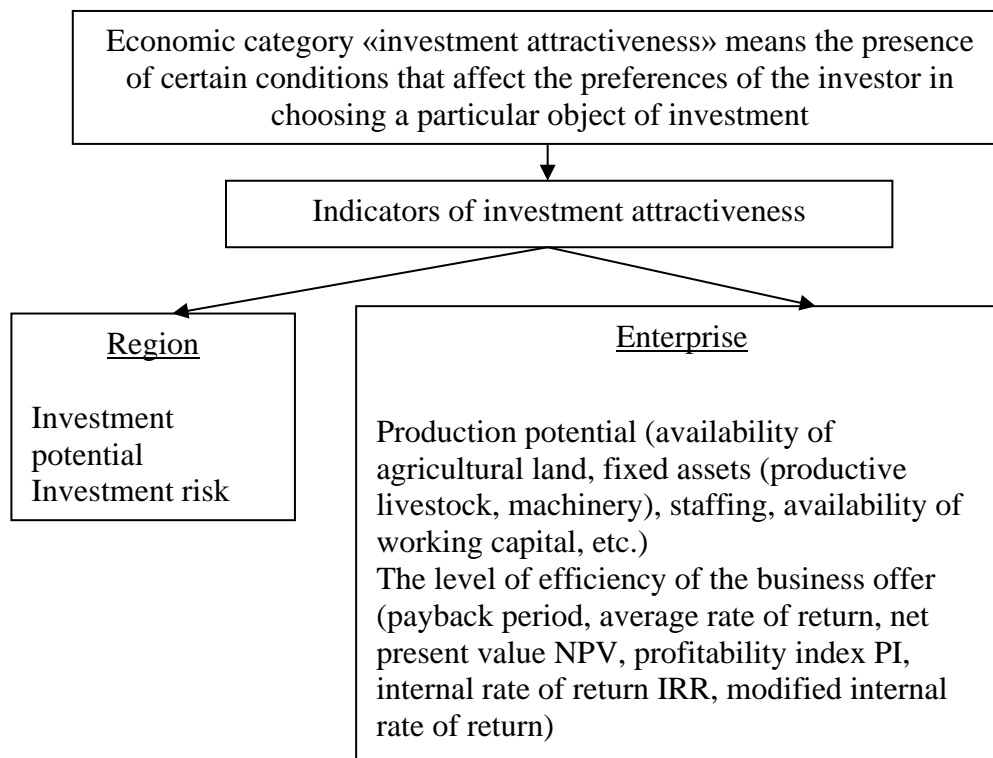 Economic category «investment attractiveness» means the presence
of certain conditions that affect the preferences of the investor in
choosing a particular object of investment
Indicators of investment attractiveness
Region
Investment
potential
Investment risk
Enterprise
Production potential (availability of
agricultural land, fixed assets (productive
livestock, machinery), staffing, availability of
working capital, etc.)
The level of efficiency of the business offer
(payback period, average rate of return, net
present value NPV, profitability index PI,
internal rate of return IRR, modified internal
rate of return)